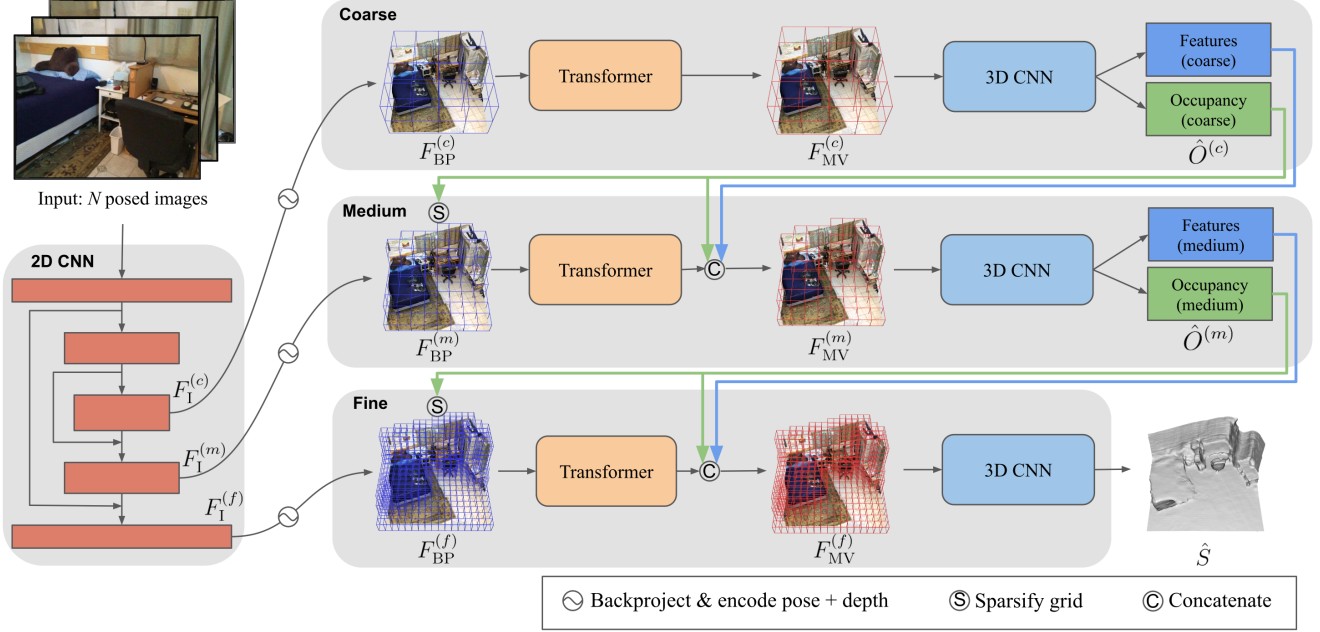 Coarse
Transformer
3D CNN
Features
(coarse)
Occupancy
(coarse)
F_BP^(c)
F_MV^(c)
Ô^(c)
Input: N posed images
Medium
S
Transformer
C
3D CNN
Features
(medium)
Occupancy
(medium)
F_BP^(m)
F_MV^(m)
Ô^(m)
2D CNN
F_I^(c)
F_I^(m)
F_I^(f)
Fine
S
Transformer
C
3D CNN
F_BP^(f)
F_MV^(f)
Ŝ
Backproject & encode pose + depth
S Sparsify grid
C Concatenate